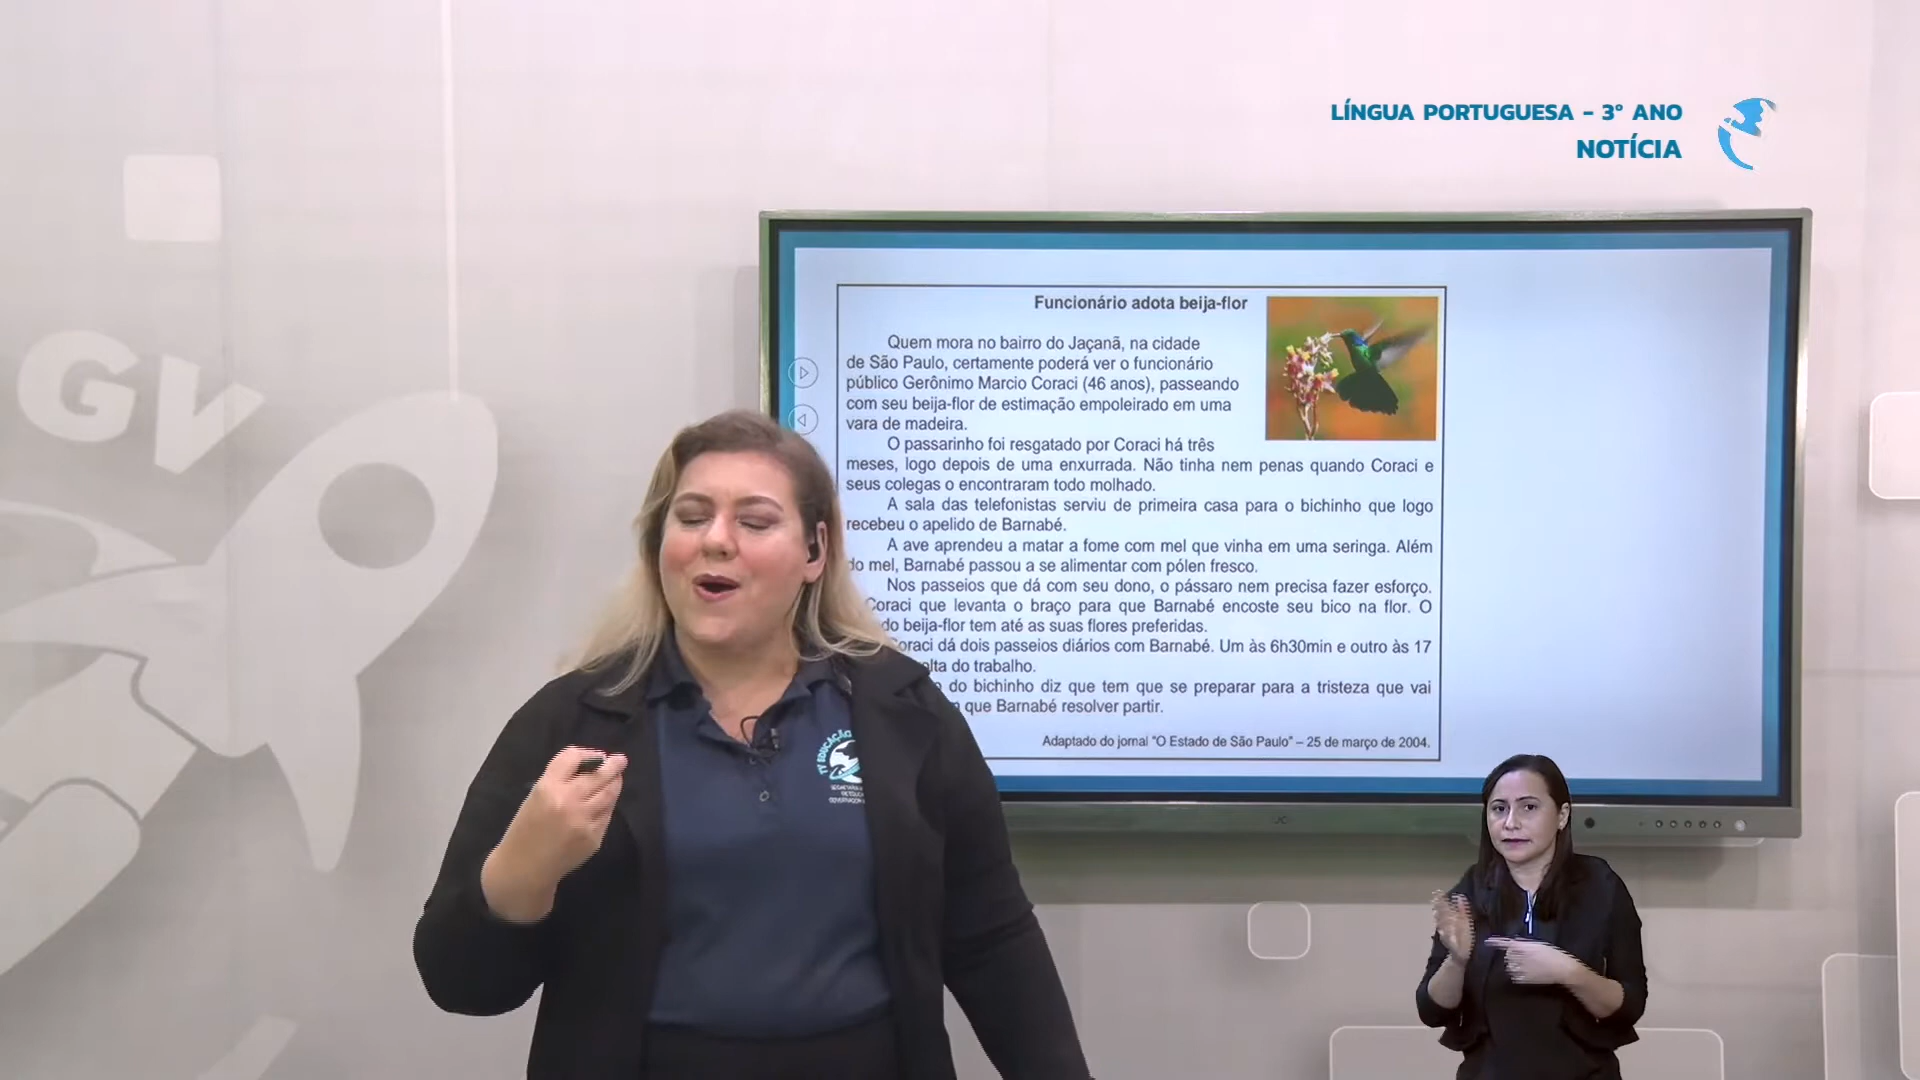 LÍNGUA PORTUGUESA - 3° ANO
NOTÍCIA
GV
Funcionário adota beija-flor
Quem mora no bairro do Jaçanã, na cidade
de São Paulo, certamente poderá ver o funcionário
público Gerônimo Marcio Coraci (46 anos), passeando
com seu beija-flor de estimação empoleirado em uma
vara de madeira.
O passarinho foi resgatado por Coraci há três
meses, logo depois de uma enxurrada. Não tinha nem penas quando Coraci e
seus colegas o encontraram todo molhado.
A sala das telefonistas serviu de primeira casa para o bichinho que logo
recebeu o apelido de Barnabé.
A ave aprendeu a matar a fome com mel que vinha em uma seringa. Além
do mel, Barnabé passou a se alimentar com pólen fresco.
Nos passeios que dá com seu dono, o pássaro nem precisa fazer esforço.
Coraci que levanta o braço para que Barnabé encoste seu bico na flor. O
do beija-flor tem até as suas flores preferidas.
Coraci dá dois passeios diários com Barnabé. Um às 6h30min e outro às 17
do trabalho.
do bichinho diz que tem que se preparar para a tristeza que vai
que Barnabé resolver partir.
Adaptado do jornal "O Estado de São Paulo" – 25 de março de 2004.
TV EDUCAÇÃO